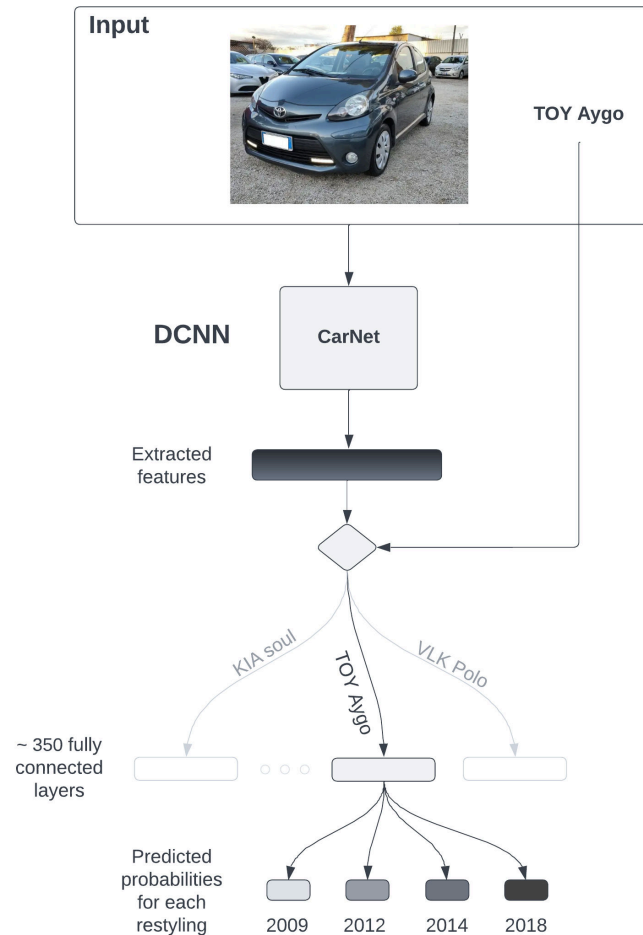 Input
TOY Aygo
DCNN
CarNet
Extracted
features
KIA soul
TOY Aygo
VLK Polo
~ 350 fully
connected
layers
Predicted
probabilities
for each
restyling
2009 2012 2014 2018